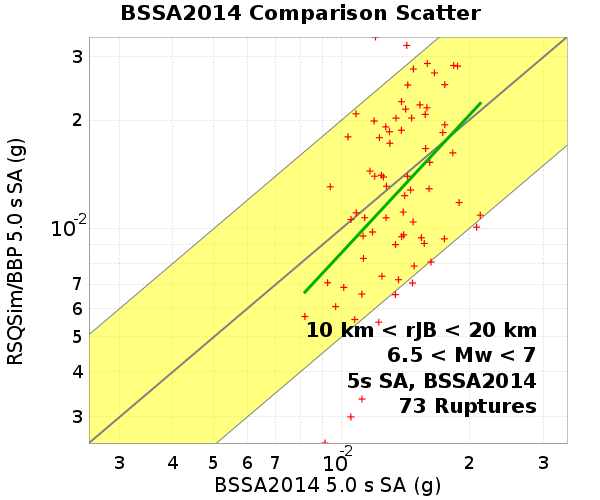 BSSA2014 Comparison Scatter
RSQSim/BBP 5.0 s SA (g)
3
2
10-2
7
6
5
4
3
10 km < rJB < 20 km
6.5 < Mw < 7
5s SA, BSSA2014
73 Ruptures
3 4 5 6 7 10-2 2 3
BSSA2014 5.0 s SA (g)